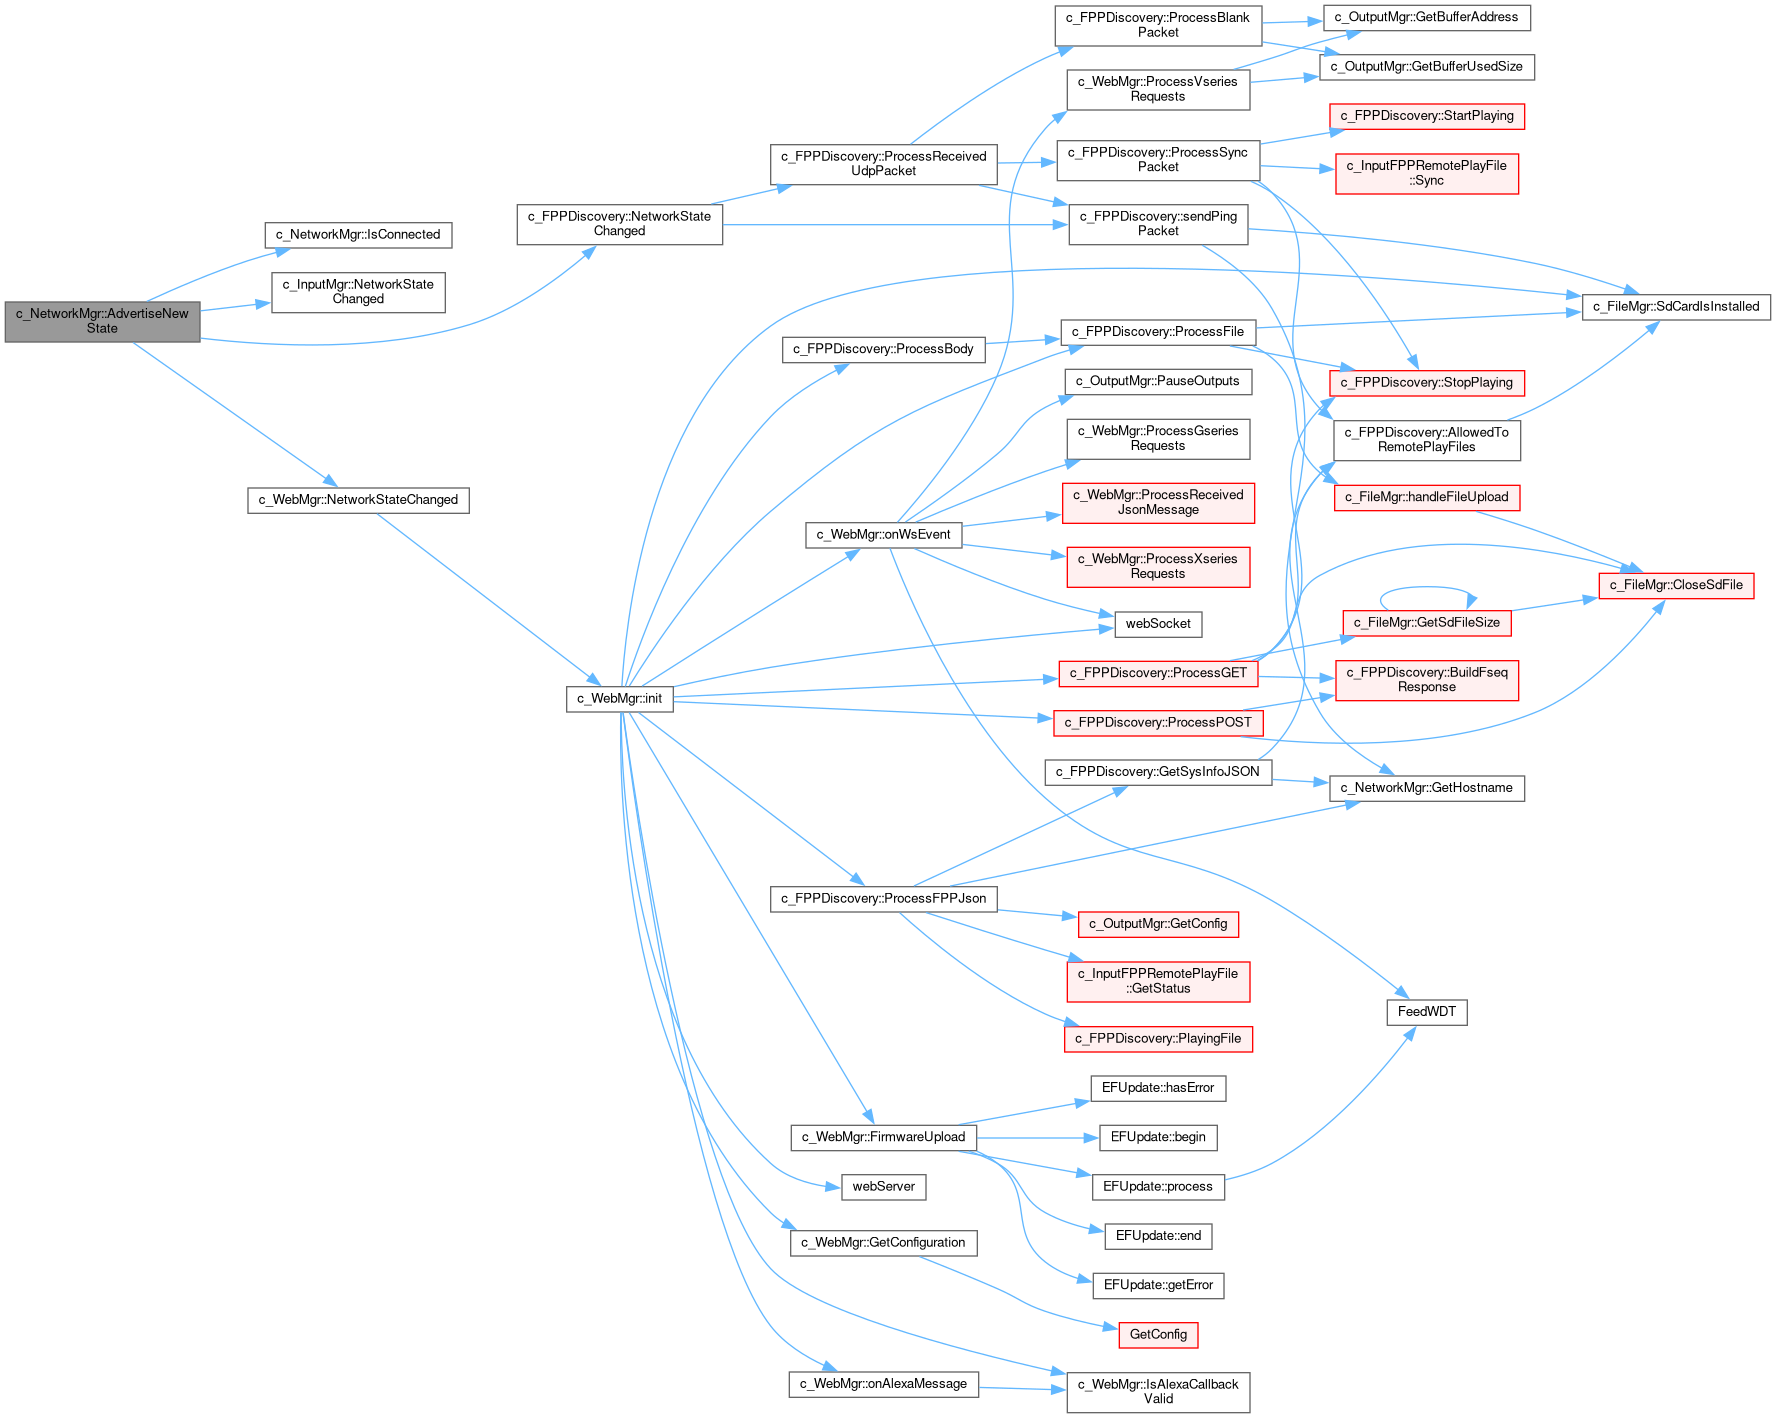 c_NetworkMgr::AdvertiseNew
State
c_NetworkMgr::IsConnected
c_InputMgr::NetworkState
Changed
c_WebMgr::NetworkStateChanged
c_FPPDiscovery::NetworkState
Changed
c_WebMgr::init
c_FPPDiscovery::ProcessReceived
UdpPacket
c_FPPDiscovery::ProcessBody
c_WebMgr::onWsEvent
c_FPPDiscovery::ProcessFPPJson
c_WebMgr::FirmwareUpload
webServer
c_WebMgr::GetConfiguration
c_WebMgr::onAlexaMessage
c_FPPDiscovery::ProcessBlank
Packet
c_WebMgr::ProcessVseries
Requests
c_FPPDiscovery::ProcessSync
Packet
c_FPPDiscovery::sendPing
Packet
c_FPPDiscovery::ProcessFile
c_OutputMgr::PauseOutputs
c_WebMgr::ProcessGseries
Requests
c_WebMgr::ProcessReceived
JsonMessage
c_WebMgr::ProcessXseries
Requests
webSocket
c_FPPDiscovery::ProcessGET
c_FPPDiscovery::ProcessPOST
c_FPPDiscovery::GetSysInfoJSON
c_OutputMgr::GetConfig
c_InputFPPRemotePlayFile
::GetStatus
c_FPPDiscovery::PlayingFile
EFUpdate::hasError
EFUpdate::begin
EFUpdate::process
EFUpdate::end
EFUpdate::getError
GetConfig
c_WebMgr::IsAlexaCallback
Valid
c_OutputMgr::GetBufferAddress
c_OutputMgr::GetBufferUsedSize
c_FPPDiscovery::StartPlaying
c_InputFPPRemotePlayFile
::Sync
c_FPPDiscovery::StopPlaying
c_FPPDiscovery::AllowedTo
RemotePlayFiles
c_FileMgr::handleFileUpload
c_FileMgr::GetSdFileSize
c_FPPDiscovery::BuildFseq
Response
c_NetworkMgr::GetHostname
FeedWDT
c_FileMgr::SdCardIsInstalled
c_FileMgr::CloseSdFile